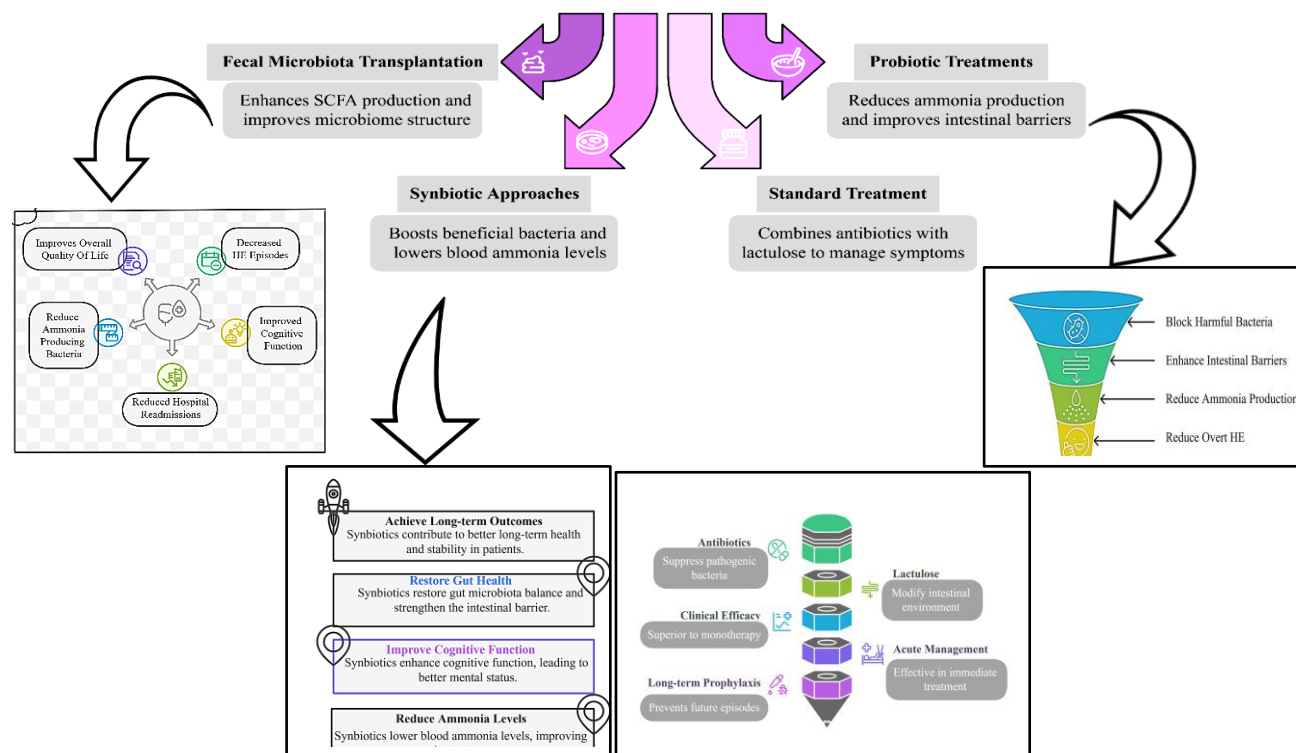 Fecal Microbiota Transplantation
Enhances SCFA production and
improves microbiome structure
Probiotic Treatments
Reduces ammonia production
and improves intestinal barriers
Synbiotic Approaches
Boosts beneficial bacteria and
lowers blood ammonia levels
Standard Treatment
Combines antibiotics with
lactulose to manage symptoms
Improves Overall
Quality Of Life
Decreased
HE Episodes
Reduce
Ammonia
Producing
Bacteria
Improved
Cognitive
Function
Reduced Hospital
Readmissions
Block Harmful Bacteria
Enhance Intestinal Barriers
Reduce Ammonia Production
Reduce Overt HE
Achieve Long-term Outcomes
Synbiotics contribute to better long-term health
and stability in patients.
Restore Gut Health
Synbiotics restore gut microbiota balance and
strengthen the intestinal barrier.
Improve Cognitive Function
Synbiotics enhance cognitive function, leading to
better mental status.
Reduce Ammonia Levels
Synbiotics lower blood ammonia levels, improving
Antibiotics
Suppress pathogenic
bacteria
Lactulose
Modify intestinal
environment
Clinical Efficacy
Superior to monotherapy
Acute Management
Effective in immediate
treatment
Long-term Prophylaxis
Prevents future episodes